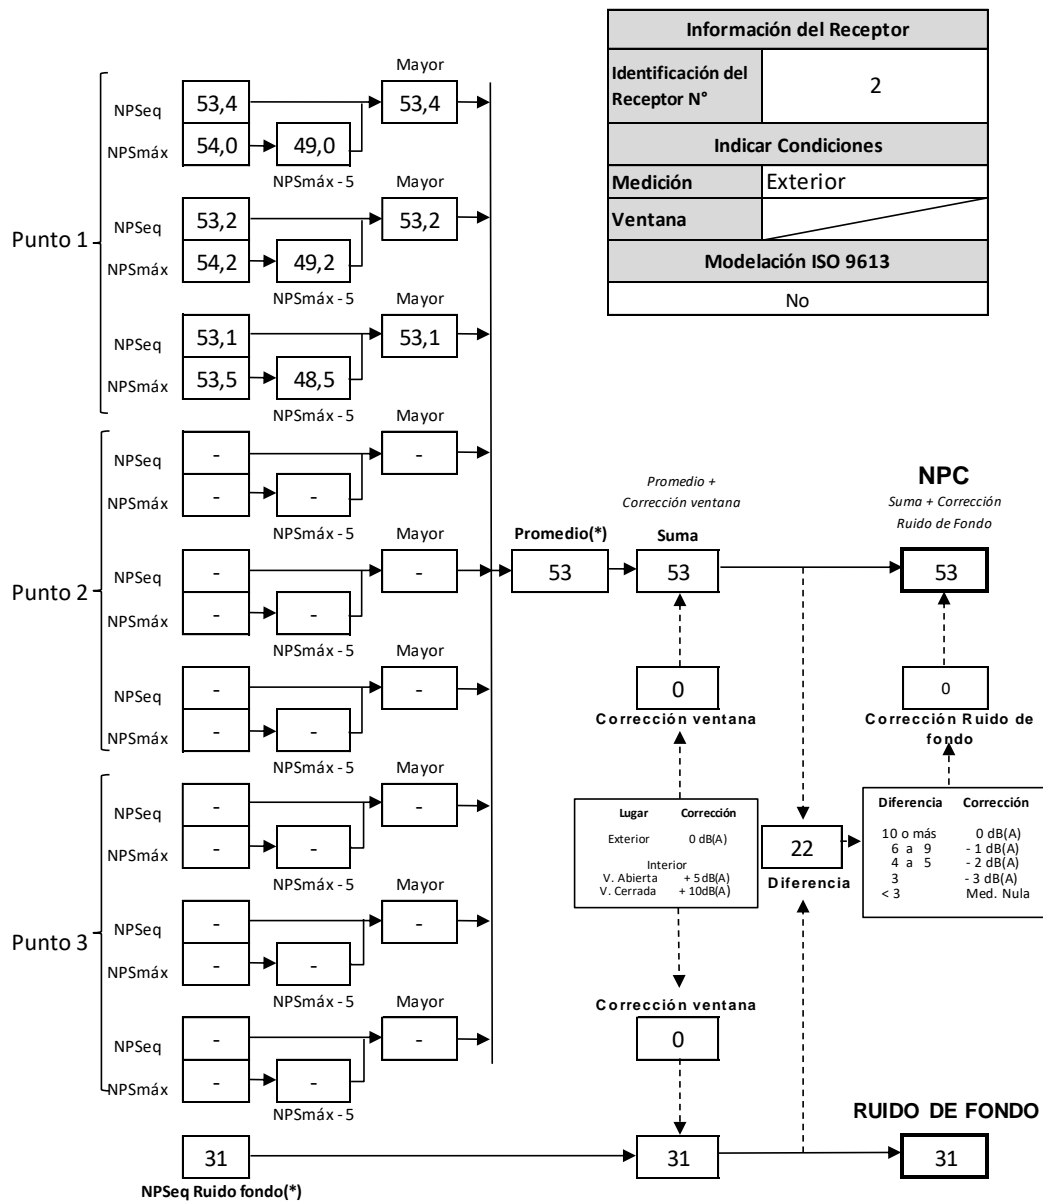 Información del Receptor
Identificación del Receptor N°
2
Indicar Condiciones
Medición
Exterior
Ventana
Modelación ISO 9613
No
Punto 1
Mayor
NPSeq
53,4
53,4
NPSmáx
54,0
49,0
NPSmáx - 5
Mayor
NPSeq
53,2
53,2
NPSmáx
54,2
49,2
NPSmáx - 5
Mayor
NPSeq
53,1
53,1
NPSmáx
53,5
48,5
NPSmáx - 5
Punto 2
Mayor
NPSeq
-
-
NPSmáx
-
-
NPSmáx - 5
Mayor
NPSeq
-
-
NPSmáx
-
-
NPSmáx - 5
Mayor
NPSeq
-
-
NPSmáx
-
-
NPSmáx - 5
Punto 3
Mayor
NPSeq
-
-
NPSmáx
-
-
NPSmáx - 5
Mayor
NPSeq
-
-
NPSmáx
-
-
NPSmáx - 5
Mayor
NPSeq
-
-
NPSmáx
-
-
NPSmáx - 5
31
NPSeq Ruido fondo(*)
Promedio(*)
53
Promedio +
Corrección ventana
Suma
53
0
Corrección ventana
Lugar Corrección
Exterior 0 dB(A)
Interior
V. Abierta + 5 dB(A)
V. Cerrada + 10dB(A)
Corrección ventana
0
31
22
Diferencia
NPC
Suma + Corrección
Ruido de Fondo
53
0
Corrección Ruido de
fondo
Diferencia Corrección
10 o más 0 dB(A)
6 a 9 - 1 dB(A)
4 a 5 - 2 dB(A)
3 - 3 dB(A)
< 3 Med. Nula
RUIDO DE FONDO
31